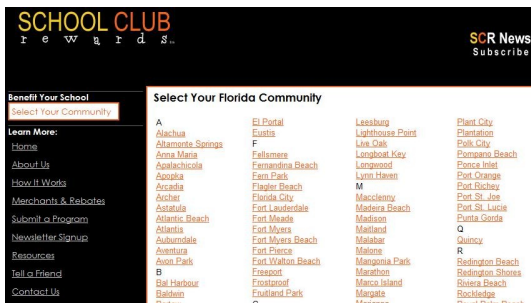 SCHOOL CLUB
rewards
SCR News
Subscribe
Benefit Your School
Select Your Community
Learn More:
Home
About Us
How It Works
Merchants & Rebates
Submit a Program
Newsletter Signup
Resources
Tell a Friend
Contact Us
Select Your Florida Community
A
Alachua
Altamonte Springs
Anna Maria
Apalachicola
Apopka
Arcadia
Archer
Astatula
Atlantic Beach
Atlantis
Auburndale
Aventura
Avon Park
B
Bal Harbour
Baldwin
El Portal
Eustis
F
Fellsmere
Fernandina Beach
Fern Park
Flagler Beach
Florida City
Fort Lauderdale
Fort Meade
Fort Myers
Fort Myers Beach
Fort Pierce
Fort Walton Beach
Freeport
Frostproof
Fruitland Park
Leesburg
Lighthouse Point
Live Oak
Longboat Key
Longwood
Lynn Haven
M
Macclenny
Madeira Beach
Madison
Maitland
Malabar
Malone
Mangonia Park
Marathon
Marco Island
Margate
Plant City
Plantation
Polk City
Pompano Beach
Ponce Inlet
Port Orange
Port Richey
Port St. Joe
Port St. Lucie
Punta Gorda
Q
Quincy
R
Redington Beach
Redington Shores
Riviera Beach
Rockledge